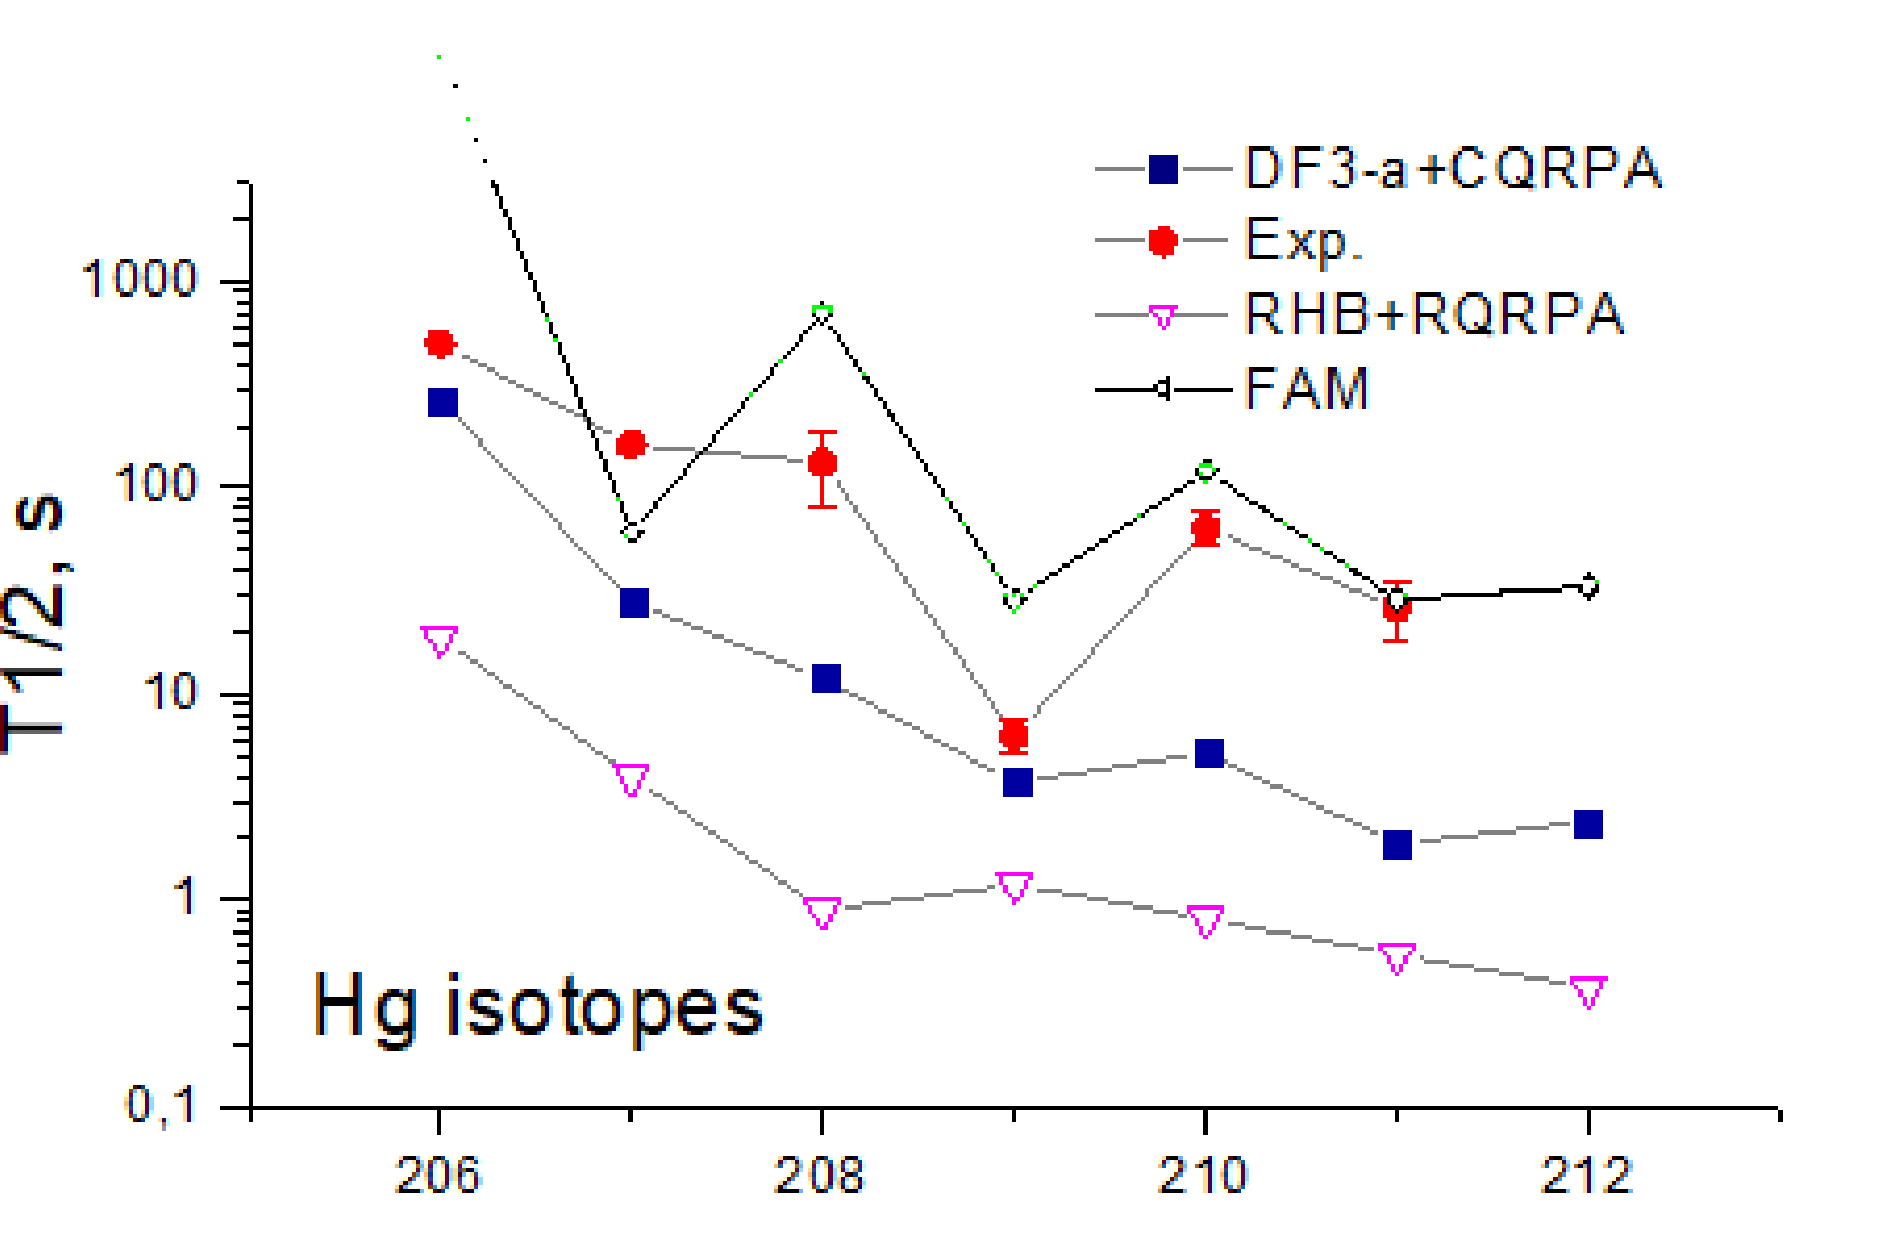 DF3-a+CQRPA
Exp.
RHB+RQRPA
FAM
T1/2, s
1000
100
10
1
0,1
Hg isotopes
206
208
210
212